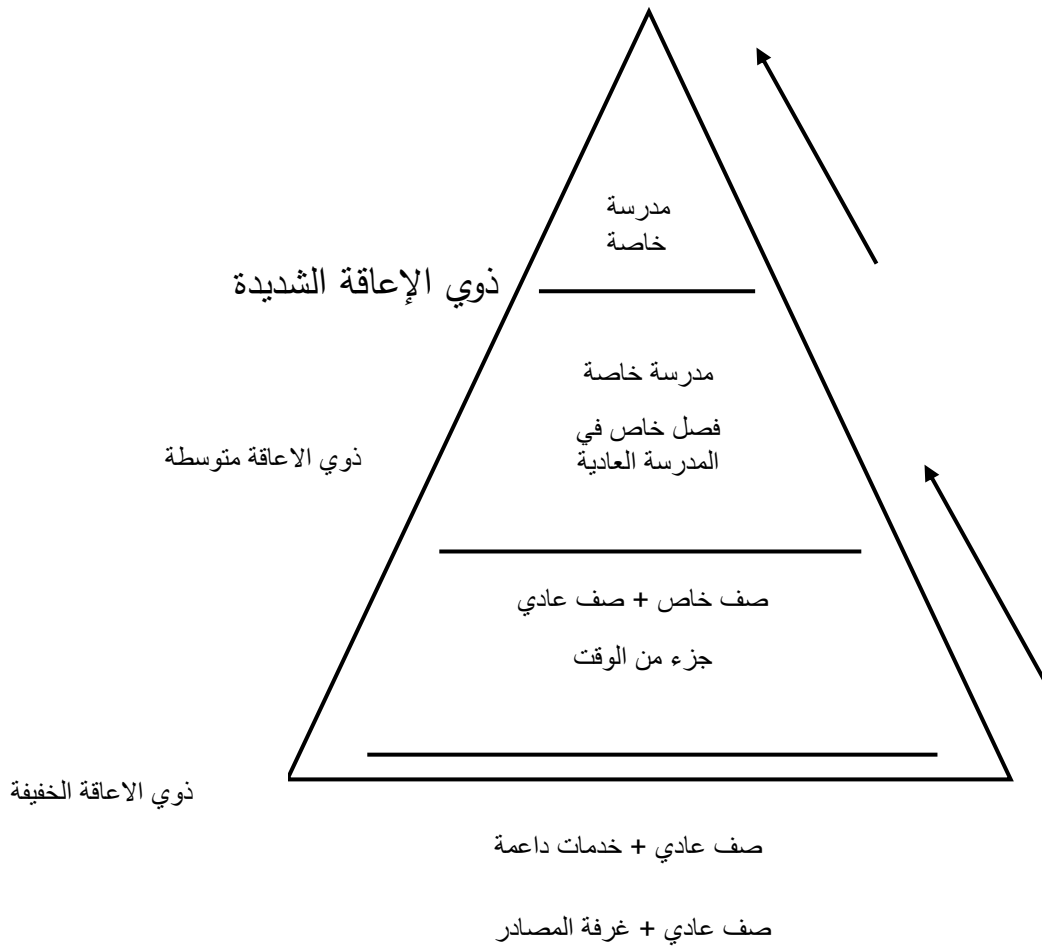 مدرسة
خاصة
ذوي الإعاقة الشديدة
مدرسة خاصة
فصل خاص في
المدرسة العادية
ذوي الاعاقة متوسطة
صف خاص + صف عادي
جزء من الوقت
ذوي الاعاقة الخفيفة
صف عادي + خدمات داعمة
صف عادي + غرفة المصادر